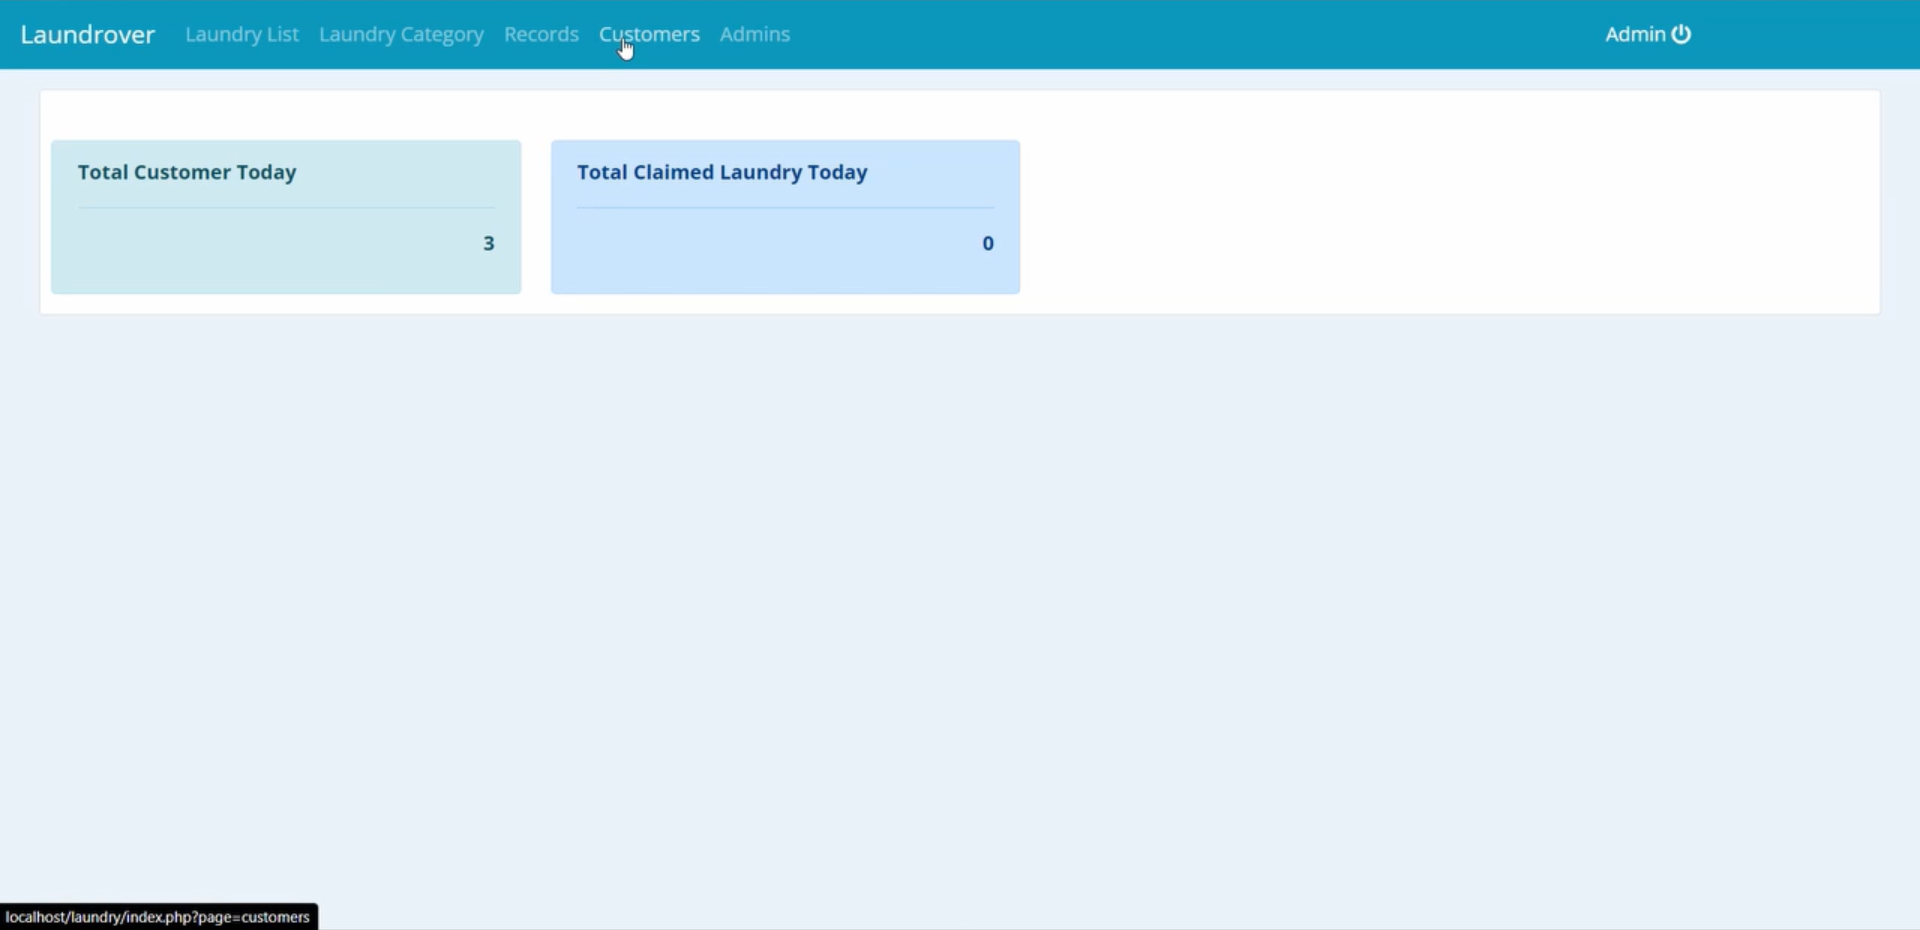 Laundrover Laundry List Laundry Category Records Customers Admins Admin
Total Customer Today
3
Total Claimed Laundry Today
0
localhost/laundry/index.php?page=customers